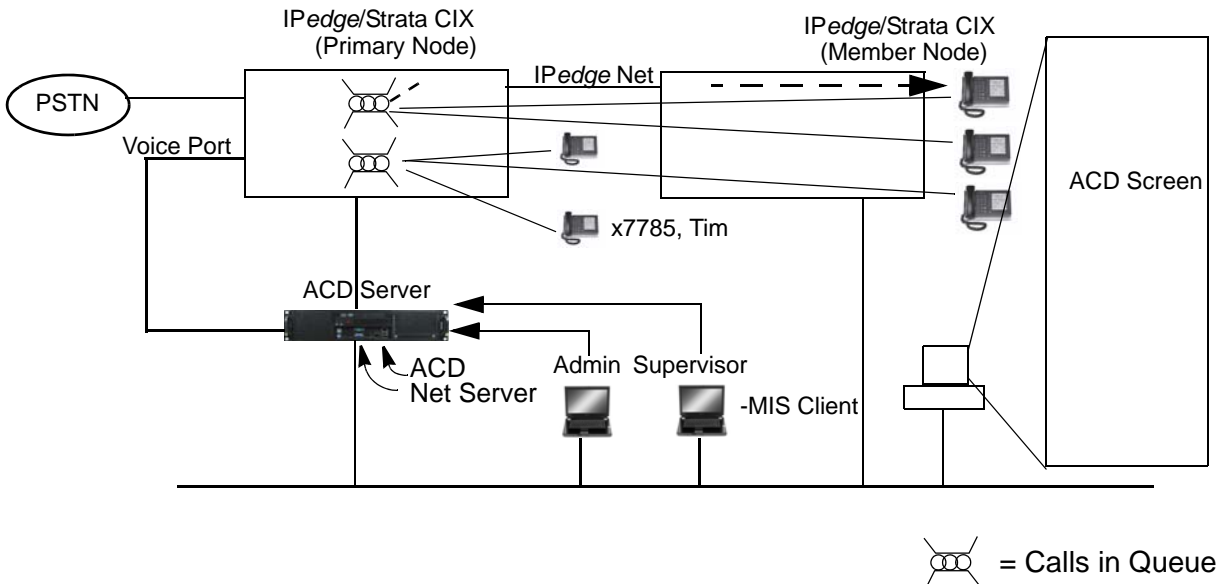 IPedge/Strata CIX
(Primary Node)
IPedge/Strata CIX
(Member Node)
PSTN
IPedge Net
Voice Port
ACD Screen
x7785, Tim
ACD Server
ACD
Net Server
Admin
Supervisor
-MIS Client
= Calls in Queue